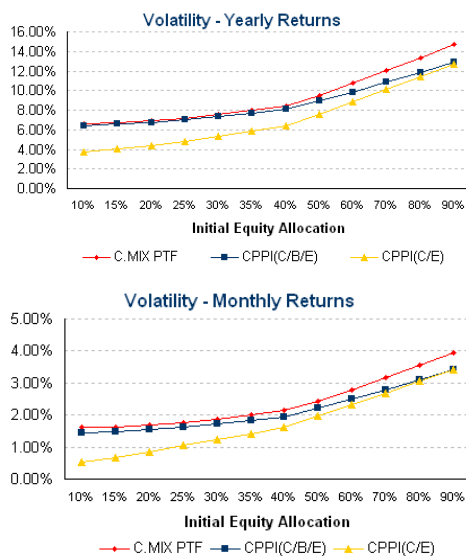 Volatility - Yearly Returns
16.00%
14.00%
12.00%
10.00%
8.00%
6.00%
4.00%
2.00%
0.00%
10% 15% 20% 25% 30% 35% 40% 50% 60% 70% 80% 90%
Initial Equity Allocation
C.MIX PTF CPPI(C/B/E) CPPI(C/E)
Volatility - Monthly Returns
5.00%
4.00%
3.00%
2.00%
1.00%
0.00%
10% 15% 20% 25% 30% 35% 40% 50% 60% 70% 80% 90%
Initial Equity Allocation
C.MIX PTF CPPI(C/B/E) CPPI(C/E)